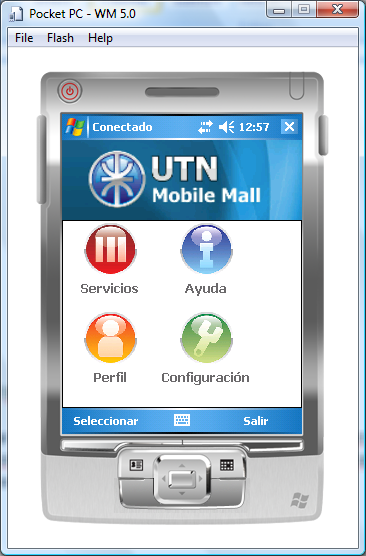 Pocket PC - WM 5.0
File Flash Help
Conectado 12:57
UTN
Mobile Mall
Servicios Ayuda
Perfil Configuración
Seleccionar Salir